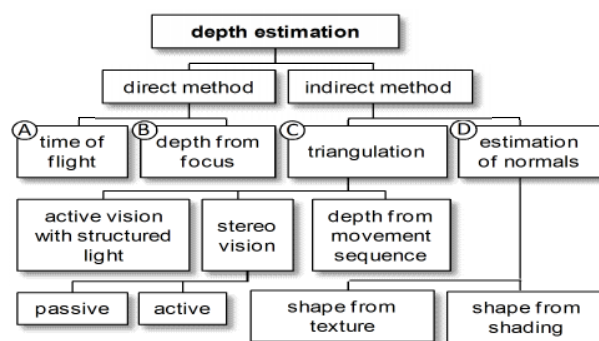 depth estimation
direct method
indirect method
A
time of
flight
B
depth from
focus
C
triangulation
D
estimation
of normals
active vision
with structured
light
stereo
vision
depth from
movement
sequence
passive
active
shape from
texture
shape from
shading